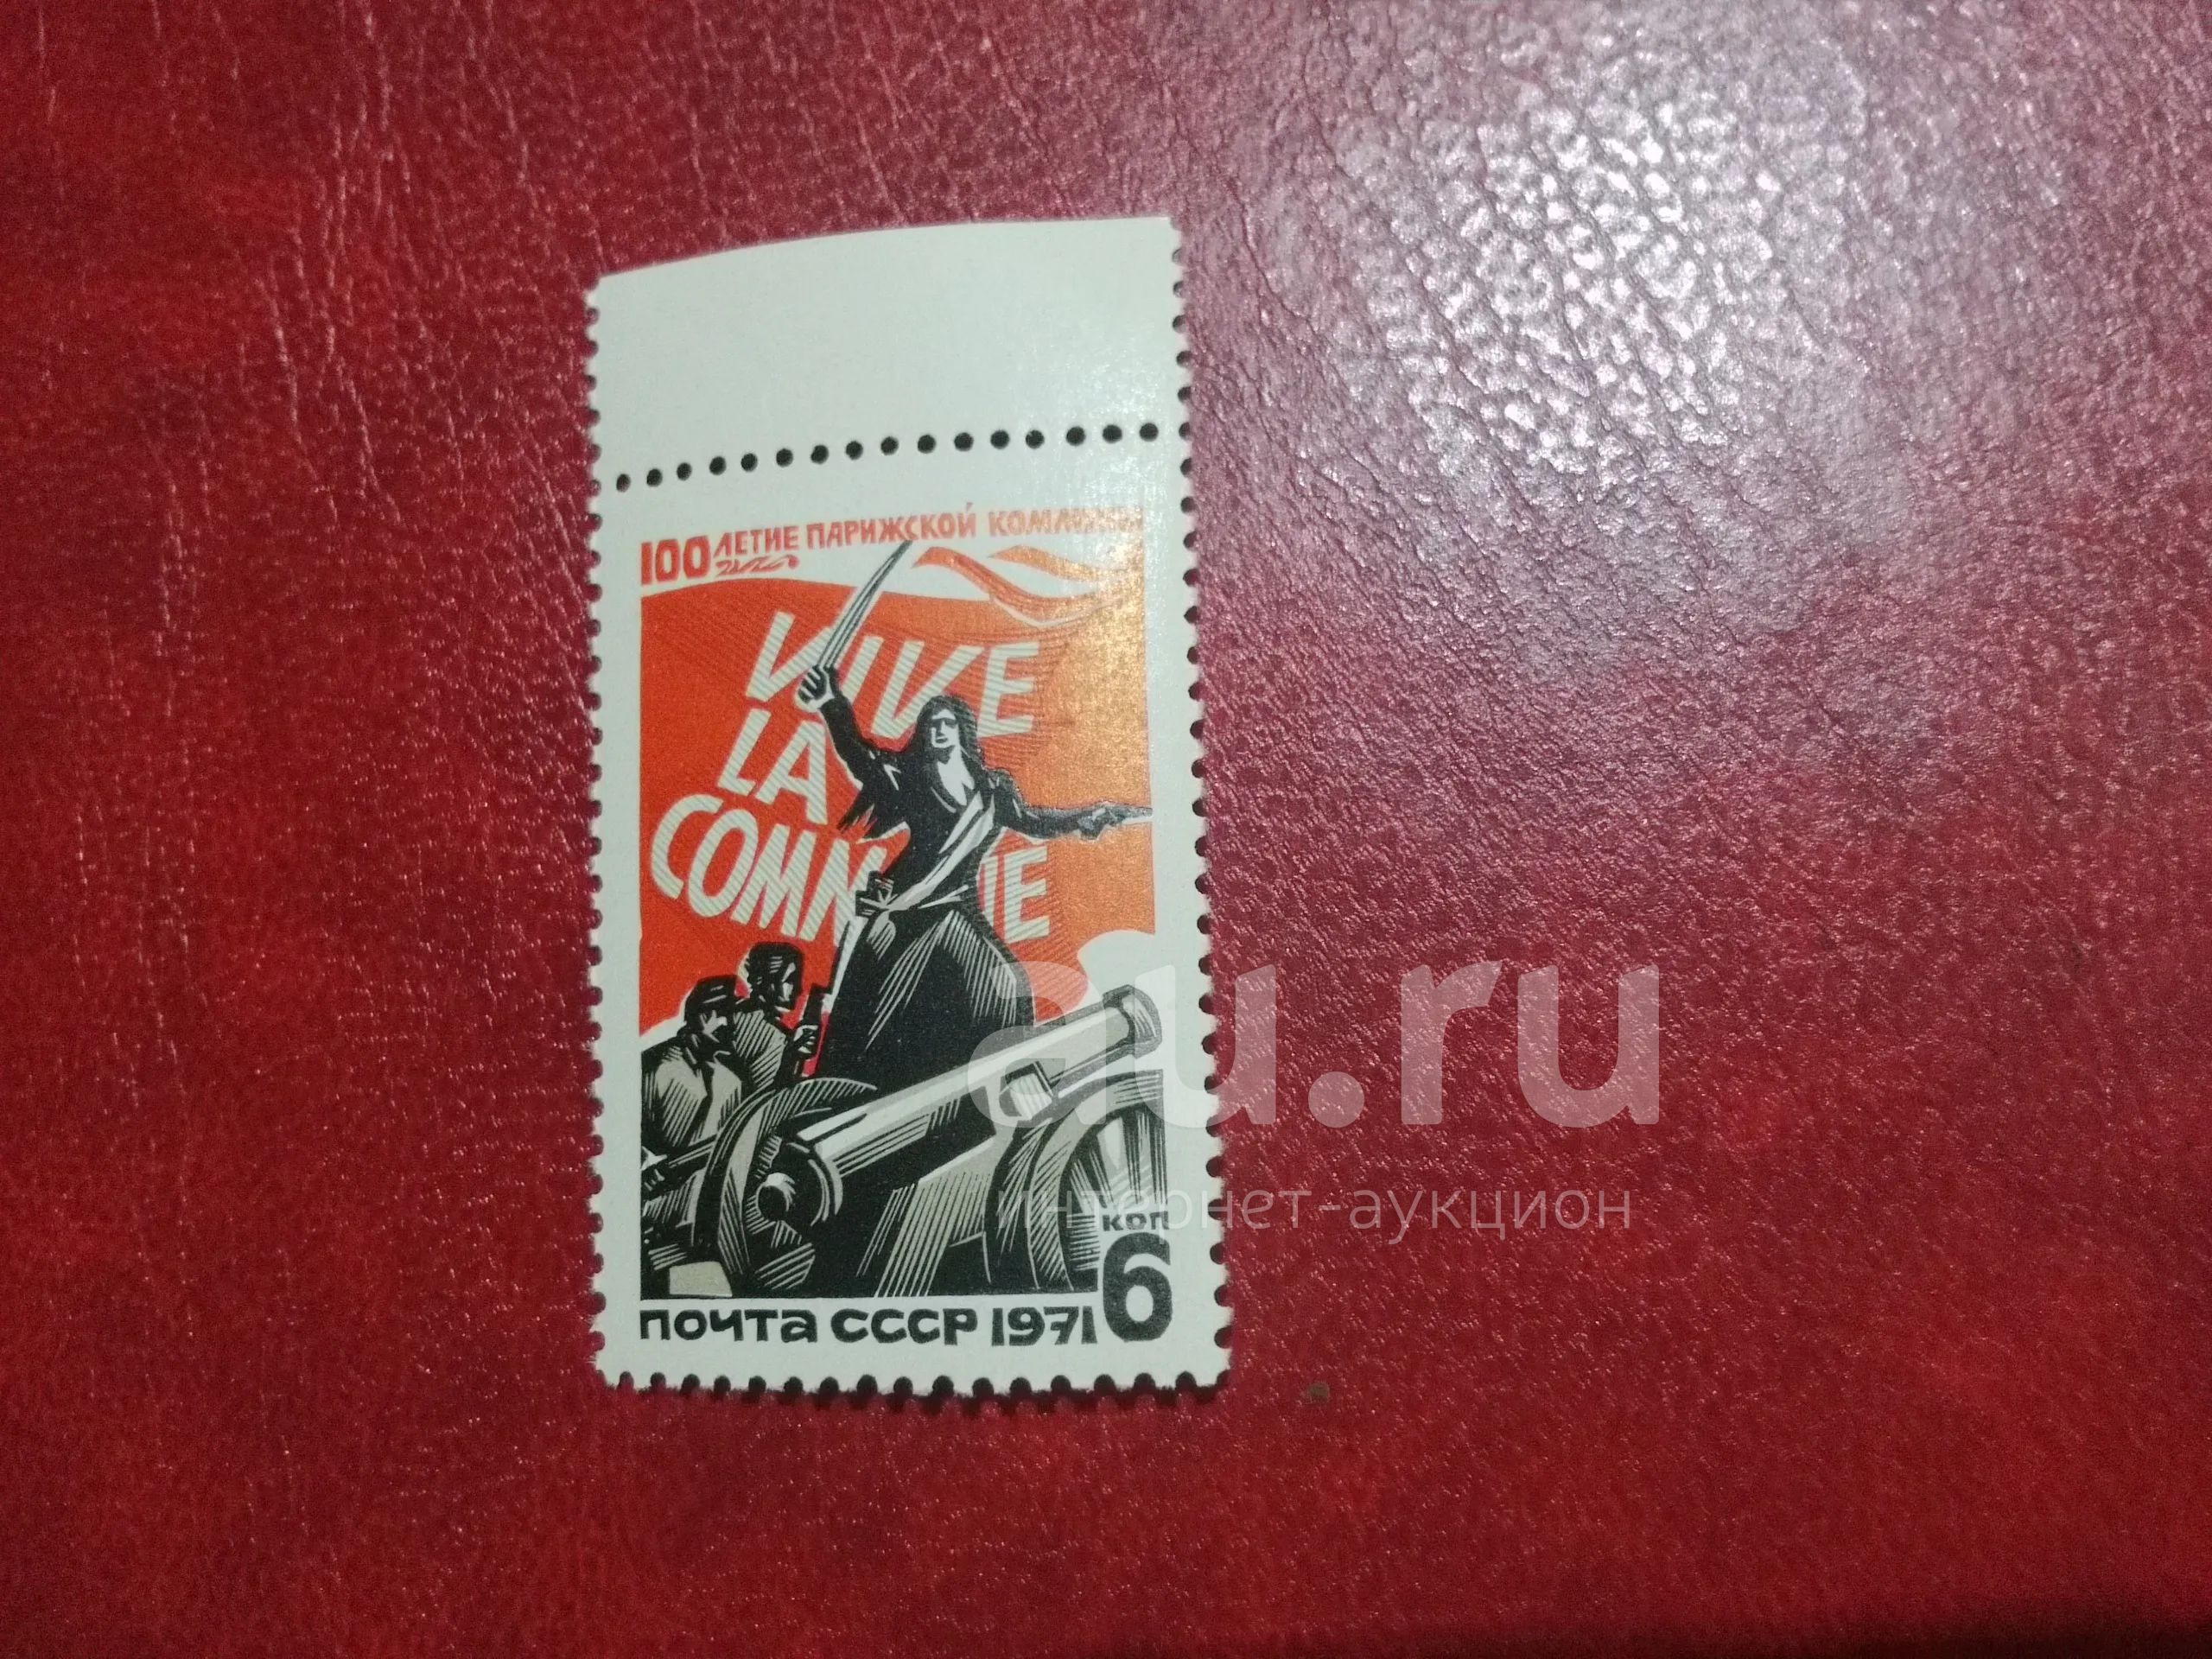 100 ЛЕТИЕ ПАРИЖСКОЙ КОММУНЫ
VIVE
LA
COMMUNE
au.ru
интернет-аукцион
КОП
6
ПОЧТА СССР 1971